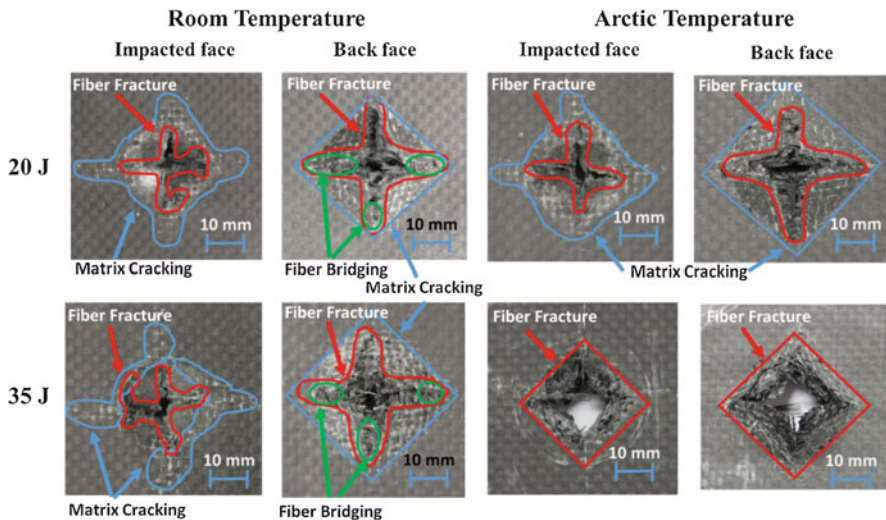 Room Temperature
Arctic Temperature
Impacted face
Back face
Impacted face
Back face
20 J
Fiber Fracture
10 mm
Matrix Cracking
Fiber Fracture
10 mm
Fiber Bridging
Matrix Cracking
Fiber Fracture
10 mm
Fiber Fracture
10 mm
Matrix Cracking
35 J
Fiber Fracture
10 mm
Matrix Cracking
Fiber Fracture
10 mm
Fiber Bridging
Fiber Fracture
10 mm
Fiber Fracture
10 mm